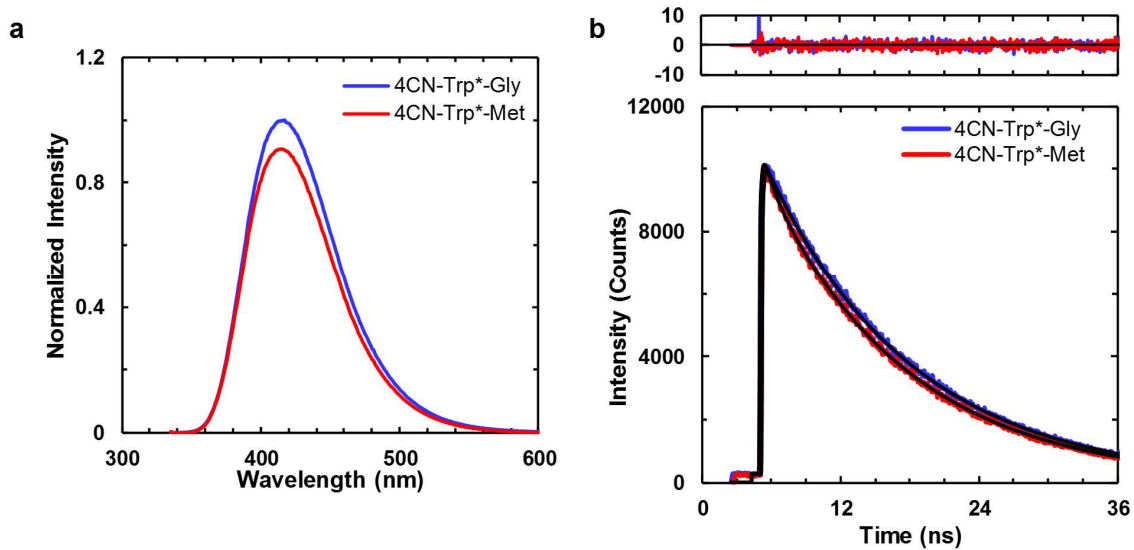 a
1.2
0.8
0.4
0
Normalized Intensity
4CN-Trp*-Gly
4CN-Trp*-Met
300 400 500 600
Wavelength (nm)
b
10
0
-10
12000
8000
4000
0
Intensity (Counts)
4CN-Trp*-Gly
4CN-Trp*-Met
0 12 24 36
Time (ns)